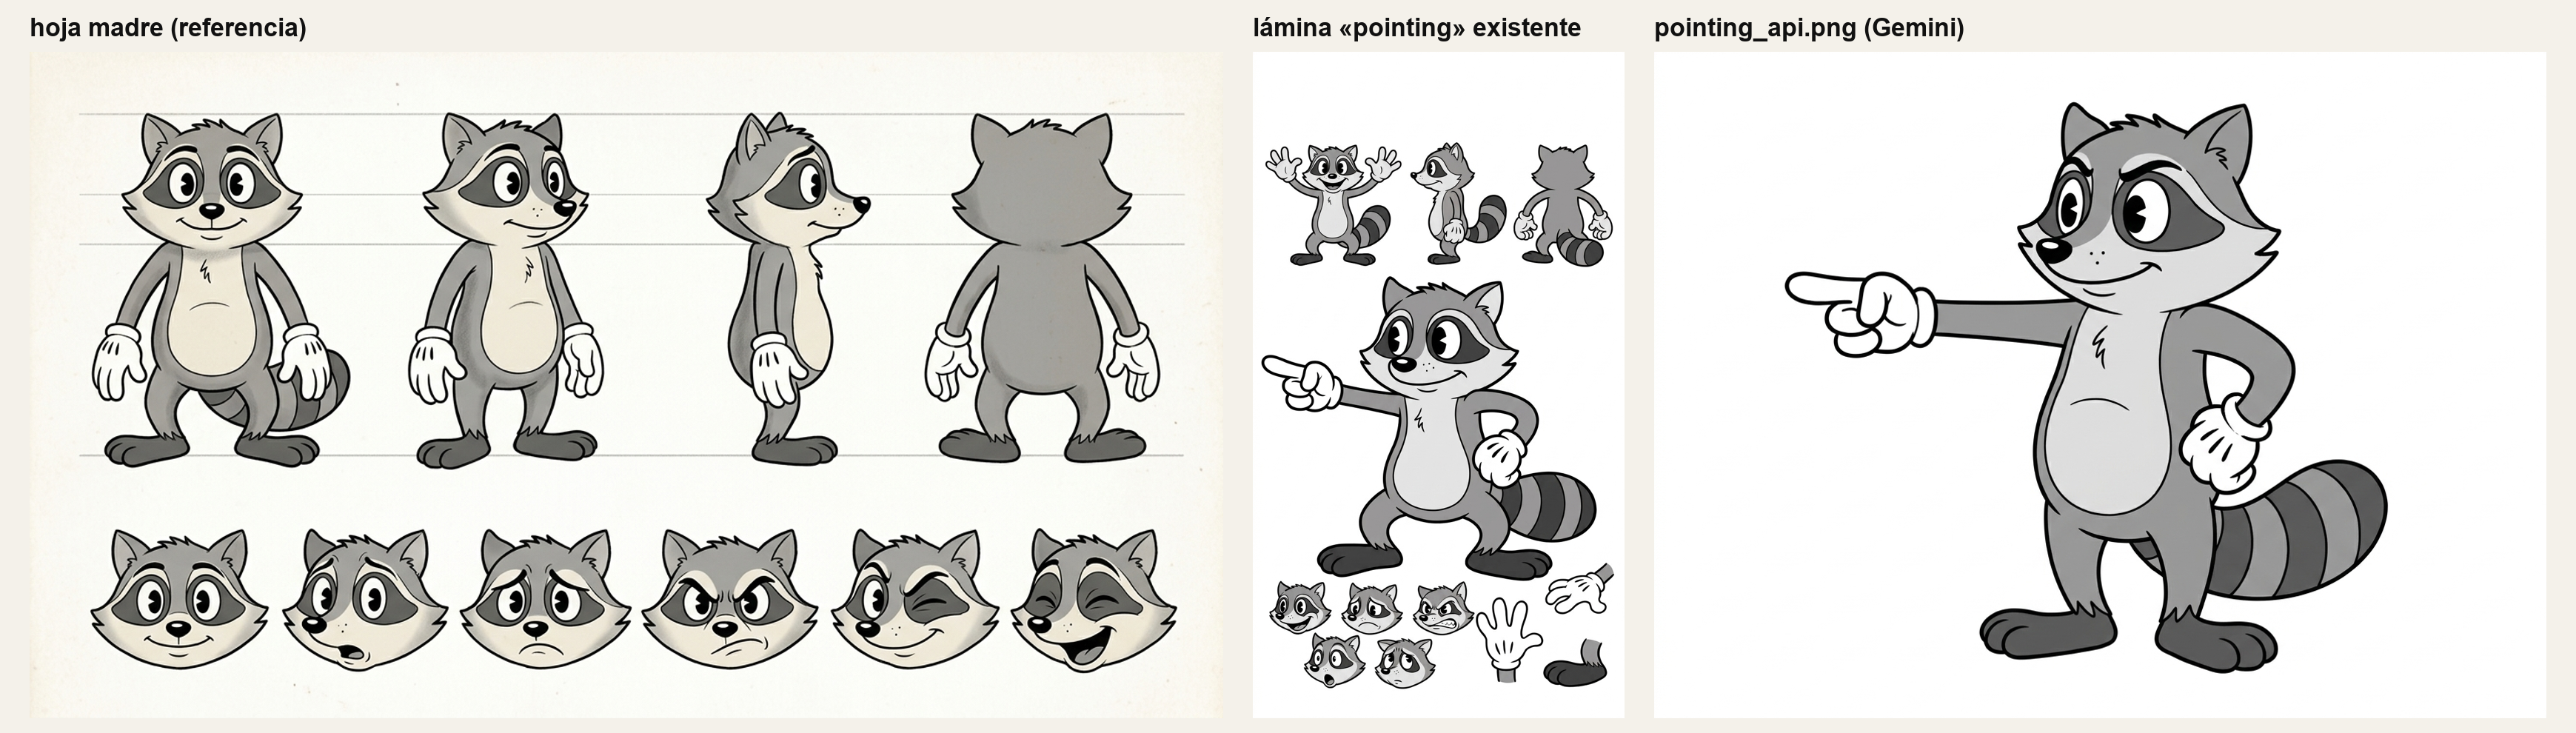 hoja madre (referencia)
lámina «pointing» existente
pointing_api.png (Gemini)